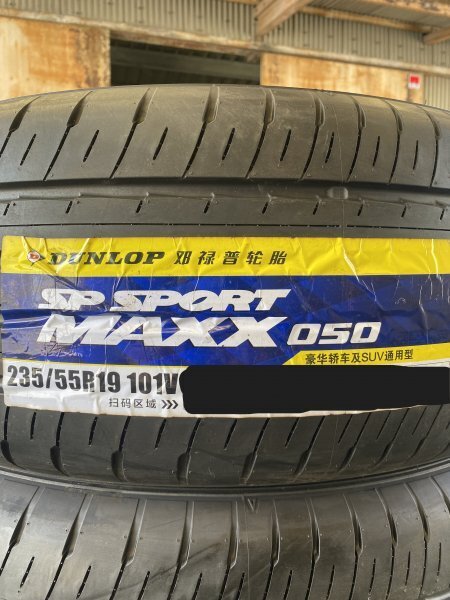 DUNLOP 邓禄普轮胎
SP SPORT
MAXX 050
豪华轿车及SUV通用型
235/55R19 101V
扫码区域 >>>